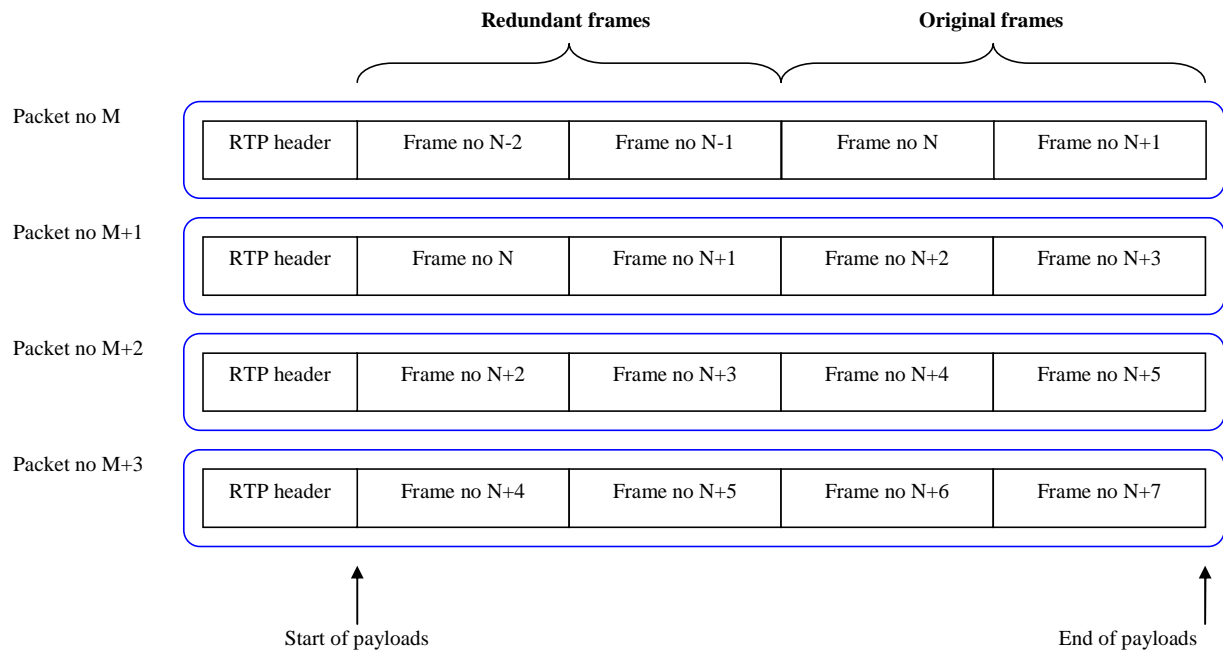 Redundant frames Original frames
Packet no M
RTP header Frame no N-2 Frame no N-1 Frame no N Frame no N+1
Packet no M+1
RTP header Frame no N Frame no N+1 Frame no N+2 Frame no N+3
Packet no M+2
RTP header Frame no N+2 Frame no N+3 Frame no N+4 Frame no N+5
Packet no M+3
RTP header Frame no N+4 Frame no N+5 Frame no N+6 Frame no N+7
Start of payloads End of payloads